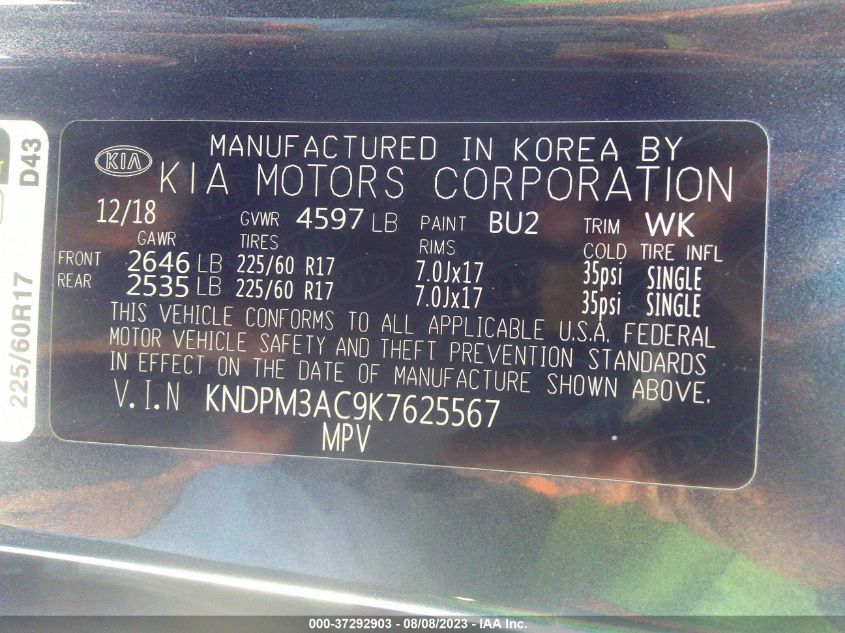 MANUFACTURED IN KOREA BY
KIA KIA MOTORS CORPORATION
12/18 GVWR 4597 LB PAINT BU2 TRIM WK
GAWR TIRES RIMS COLD TIRE INFL
FRONT 2646 LB 225/60 R17 7.0Jx17 35psi SINGLE
REAR 2535 LB 225/60 R17 7.0Jx17 35psi SINGLE
THIS VEHICLE CONFORMS TO ALL APPLICABLE U.S.A. FEDERAL
MOTOR VEHICLE SAFETY AND THEFT PREVENTION STANDARDS
IN EFFECT ON THE DATE OF MANUFACTURE SHOWN ABOVE.
V.I.N KNDPM3AC9K7625567
MPV
D43
225/60R17
000-37292903 - 08/08/2023 - IAA Inc.